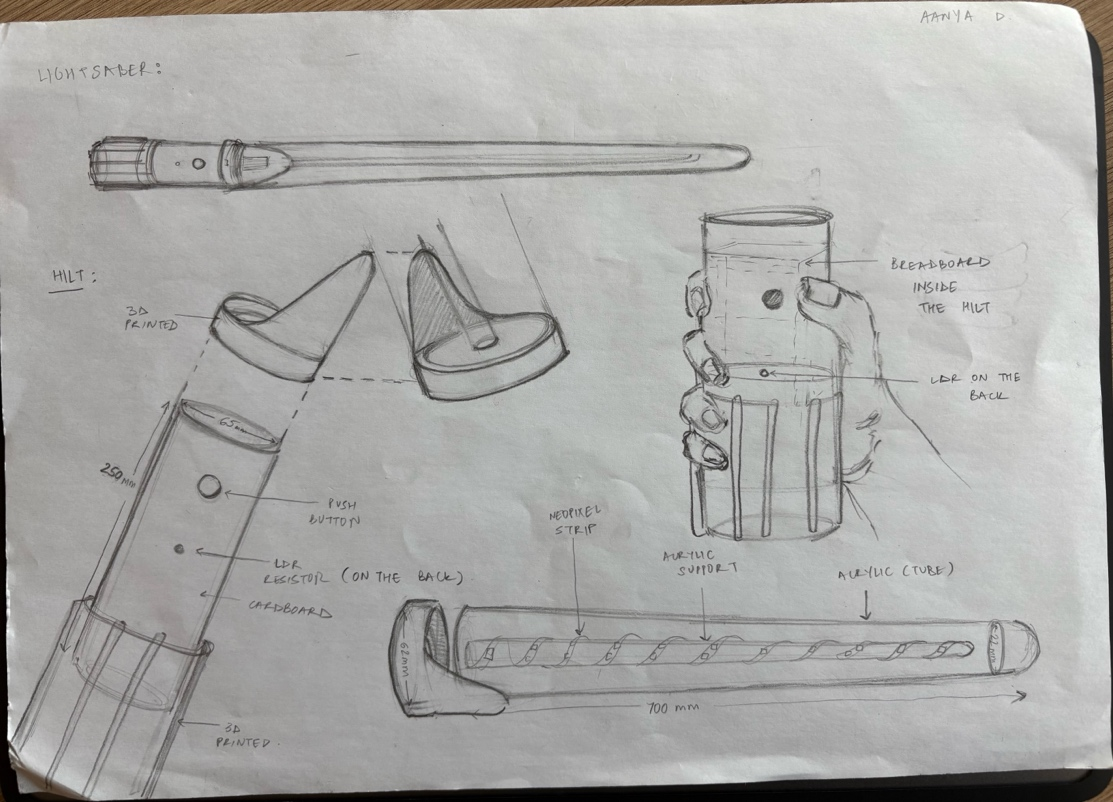 AANYA D
LIGHTSABER:
HILT:
3D
PRINTED
65mm
250mm
PUSH
BUTTON
LDR
RESISTOR (ON THE BACK)
CARDBOARD
3D
PRINTED.
BREADBOARD
INSIDE
THE HILT
LDR ON THE
BACK
NEOPIXEL
STRIP
ACRYLIC
SUPPORT
ACRYLIC (TUBE)
62mm
700 mm